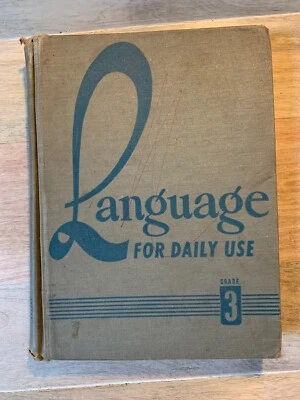 Language
FOR DAILY USE
GRADE
3